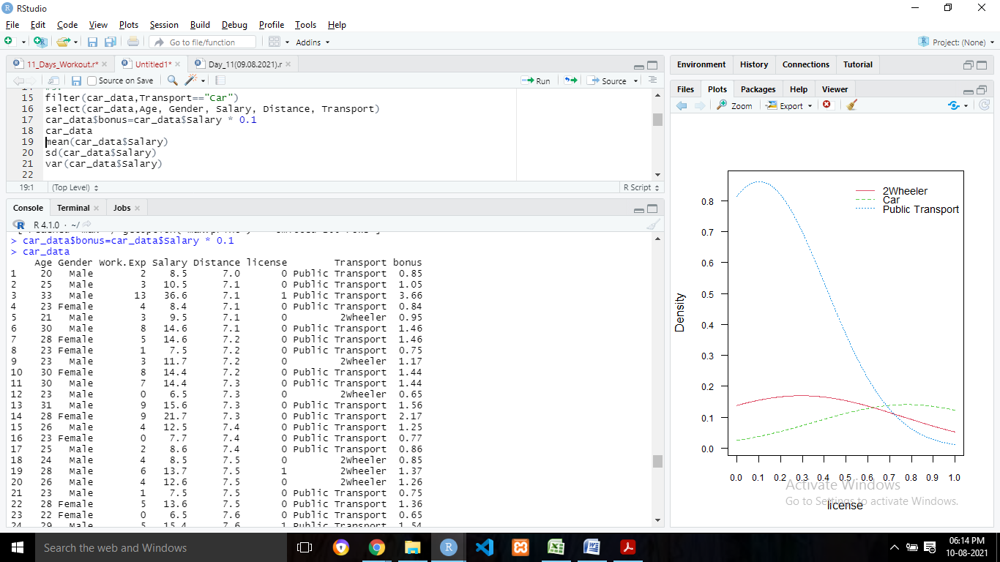 RStudio
File Edit Code View Plots Session Build Debug Profile Tools Help
Go to file/function Addins Project: (None)
11_Days_Workout.r* Untitled1* Day_11(09.08.2021).r
Source on Save Run Source
15 filter(car_data,Transport=="Car")
16 select(car_data,Age, Gender, Salary, Distance, Transport)
17 car_data$bonus=car_data$Salary * 0.1
18 car_data
19 mean(car_data$Salary)
20 sd(car_data$Salary)
21 var(car_data$Salary)
22
19:1 (Top Level) R Script
Console Terminal Jobs
R 4.1.0 · ~/
> car_data$bonus=car_data$Salary * 0.1
> car_data
Age Gender Work.Exp Salary Distance license Transport bonus
1 20 Male 2 8.5 7.0 0 Public Transport 0.85
2 25 Male 3 10.5 7.1 0 Public Transport 1.05
3 33 Male 13 36.6 7.1 1 Public Transport 3.66
4 23 Female 4 8.4 7.1 0 Public Transport 0.84
5 21 Male 3 9.5 7.1 0 2Wheeler 0.95
6 30 Male 8 14.6 7.1 0 Public Transport 1.46
7 28 Female 5 14.6 7.2 0 Public Transport 1.46
8 23 Female 1 7.5 7.2 0 Public Transport 0.75
9 23 Male 3 11.7 7.2 0 2Wheeler 1.17
10 30 Female 8 14.4 7.2 0 Public Transport 1.44
11 30 Male 7 14.4 7.3 0 Public Transport 1.44
12 23 Male 0 6.5 7.3 0 2Wheeler 0.65
13 31 Male 9 15.6 7.3 0 Public Transport 1.56
14 28 Female 9 21.7 7.3 0 Public Transport 2.17
15 26 Male 4 12.5 7.4 0 Public Transport 1.25
16 23 Female 0 7.7 7.4 0 Public Transport 0.77
17 25 Male 2 8.6 7.4 0 Public Transport 0.86
18 24 Male 4 8.5 7.5 0 2Wheeler 0.85
19 28 Male 6 13.7 7.5 1 2Wheeler 1.37
20 26 Male 4 12.6 7.5 0 2Wheeler 1.26
21 23 Male 1 7.5 7.5 0 Public Transport 0.75
22 28 Female 5 13.6 7.5 0 Public Transport 1.36
23 22 Female 0 6.5 7.6 0 Public Transport 0.65
24 29 Male 5 15.4 7.6 1 Public Transport 1.54
Environment History Connections Tutorial
Files Plots Packages Help Viewer
Zoom Export
2Wheeler
Car
Public Transport
0.8
0.7
0.6
0.5
0.4
0.3
0.2
0.1
0.0
Density
0.0 0.1 0.2 0.3 0.4 0.5 0.6 0.7 0.8 0.9 1.0
license
Activate Windows
Go to Settings to activate Windows.
Search the web and Windows
06:14 PM
10-08-2021